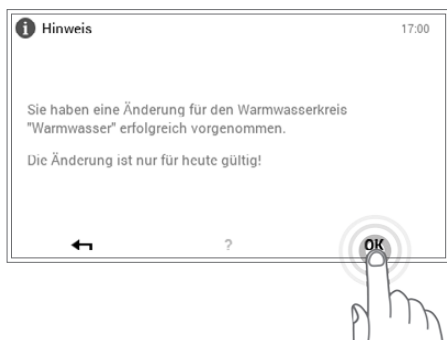 Hinweis 17:00
Sie haben eine Änderung für den Warmwasserkreis
"Warmwasser" erfolgreich vorgenommen.
Die Änderung ist nur für heute gültig!
? OK